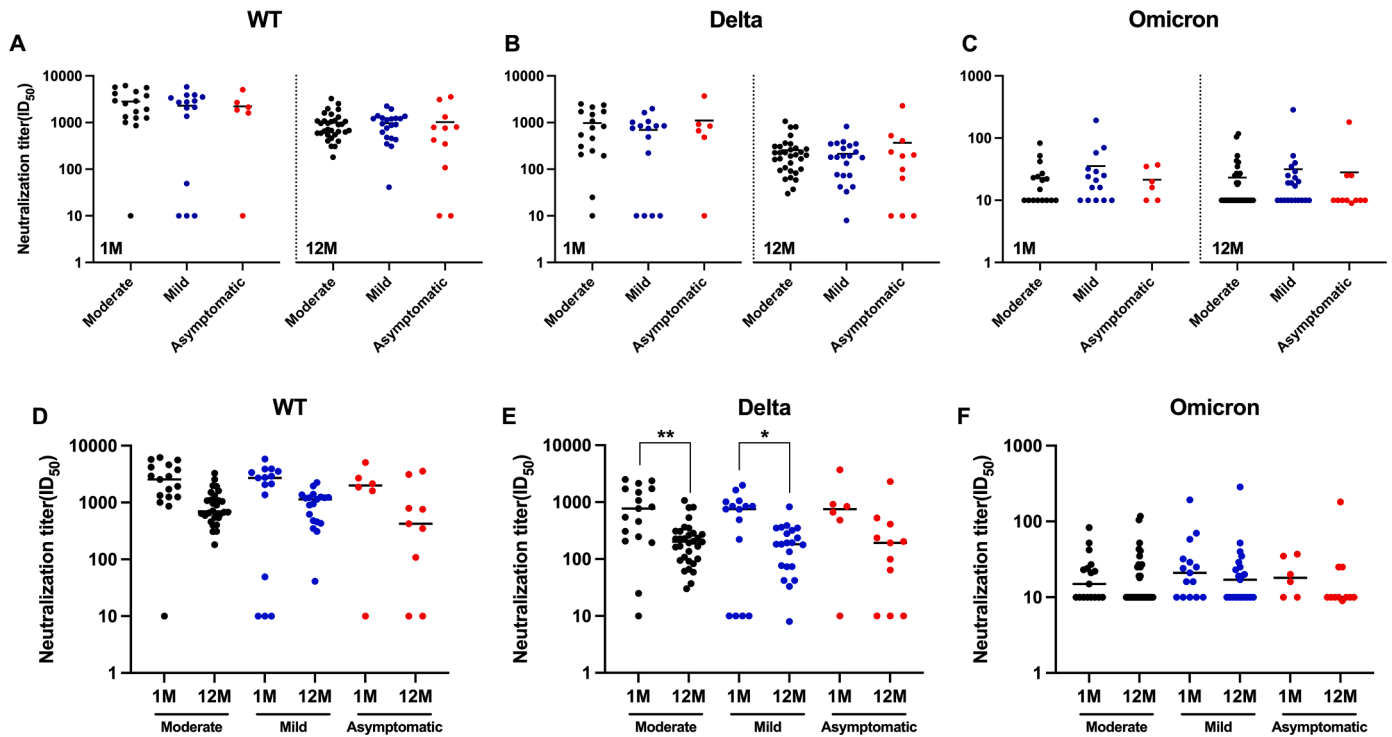 WT
Delta
Omicron
A
B
C
Neutralization titer(ID50)
10000
1000
100
10
1
1M
12M
Moderate
Mild
Asymptomatic
Moderate
Mild
Asymptomatic
10000
1000
100
10
1
1M
12M
Moderate
Mild
Asymptomatic
Moderate
Mild
Asymptomatic
1000
100
10
1
1M
12M
Moderate
Mild
Asymptomatic
Moderate
Mild
Asymptomatic
WT
Delta
Omicron
D
E
F
Neutralization titer(ID50)
10000
1000
100
10
1
1M 12M 1M 12M 1M 12M
Moderate Mild Asymptomatic
Neutralization titer(ID50)
10000
1000
100
10
1
** *
1M 12M 1M 12M 1M 12M
Moderate Mild Asymptomatic
Neutralization titer(ID50)
1000
100
10
1
1M 12M 1M 12M 1M 12M
Moderate Mild Asymptomatic